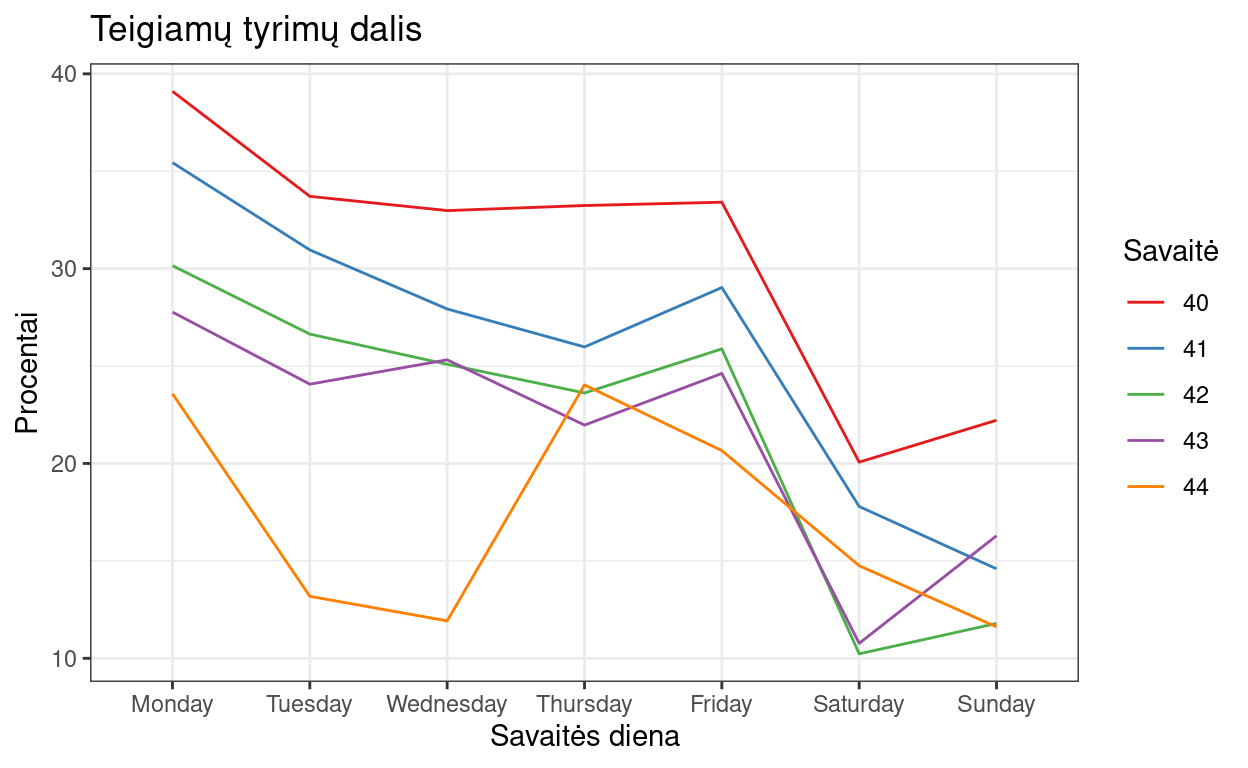 Teigiamų tyrimų dalis
40
30
20
10
Procentai
Monday Tuesday Wednesday Thursday Friday Saturday Sunday
Savaitės diena
Savaitė
40
41
42
43
44